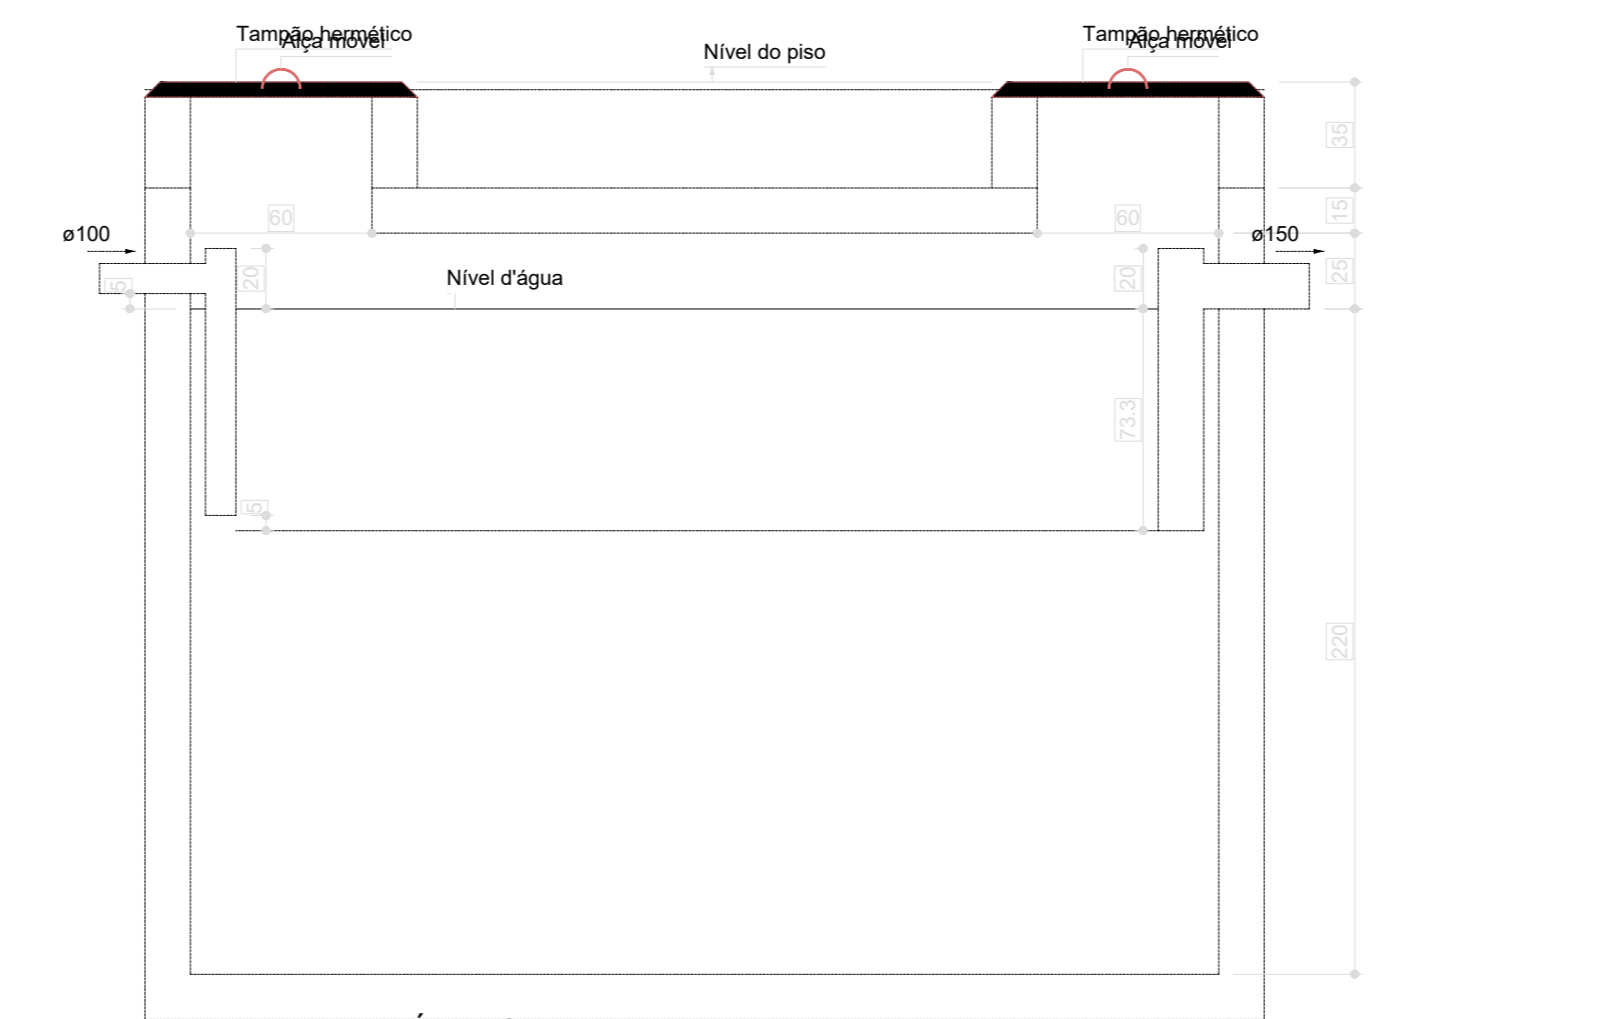 Tampão hermético
Alça móvel
Nível do piso
Tampão hermético
Alça móvel
35
15
60
60
ø100
ø150
5
20
Nível d'água
20
25
73.3
5
220